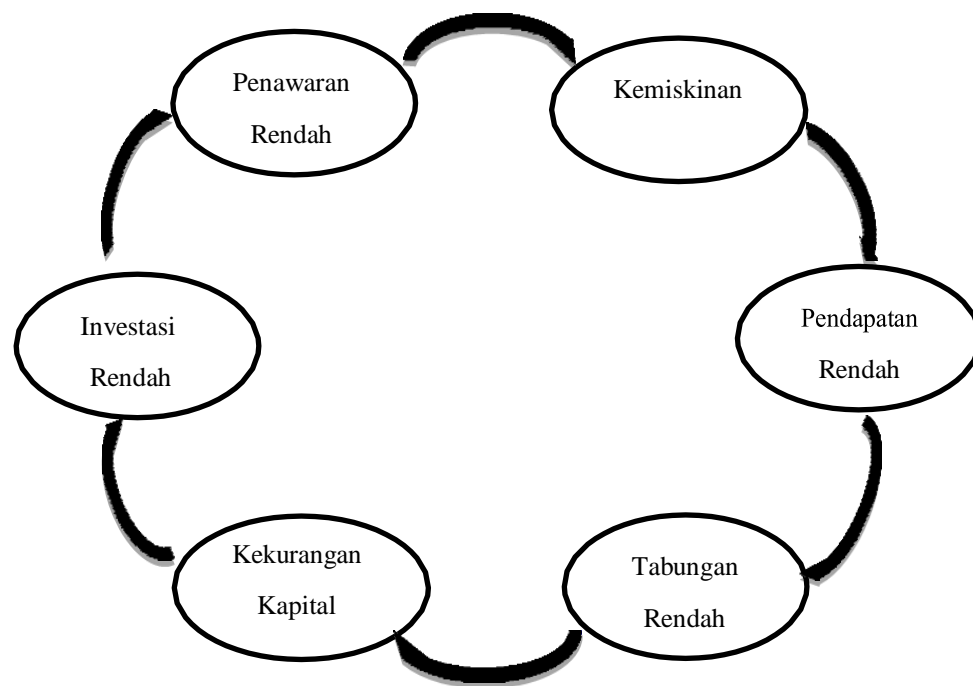 Penawaran
Rendah
Kemiskinan
Pendapatan
Rendah
Tabungan
Rendah
Kekurangan
Kapital
Investasi
Rendah